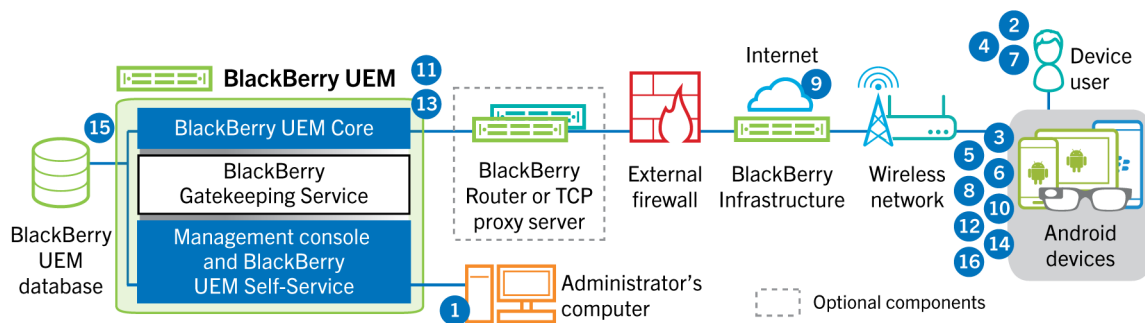 BlackBerry UEM
11
13
15
BlackBerry UEM Core
BlackBerry
Gatekeeping Service
Management console
and BlackBerry
UEM Self-Service
BlackBerry
UEM
database
1
Administrator's
computer
BlackBerry
Router or TCP
proxy server
External
firewall
Internet
9
BlackBerry
Infrastructure
Wireless
network
2
4
7
Device
user
3
5
6
8
10
12
14
16
Android
devices
Optional components